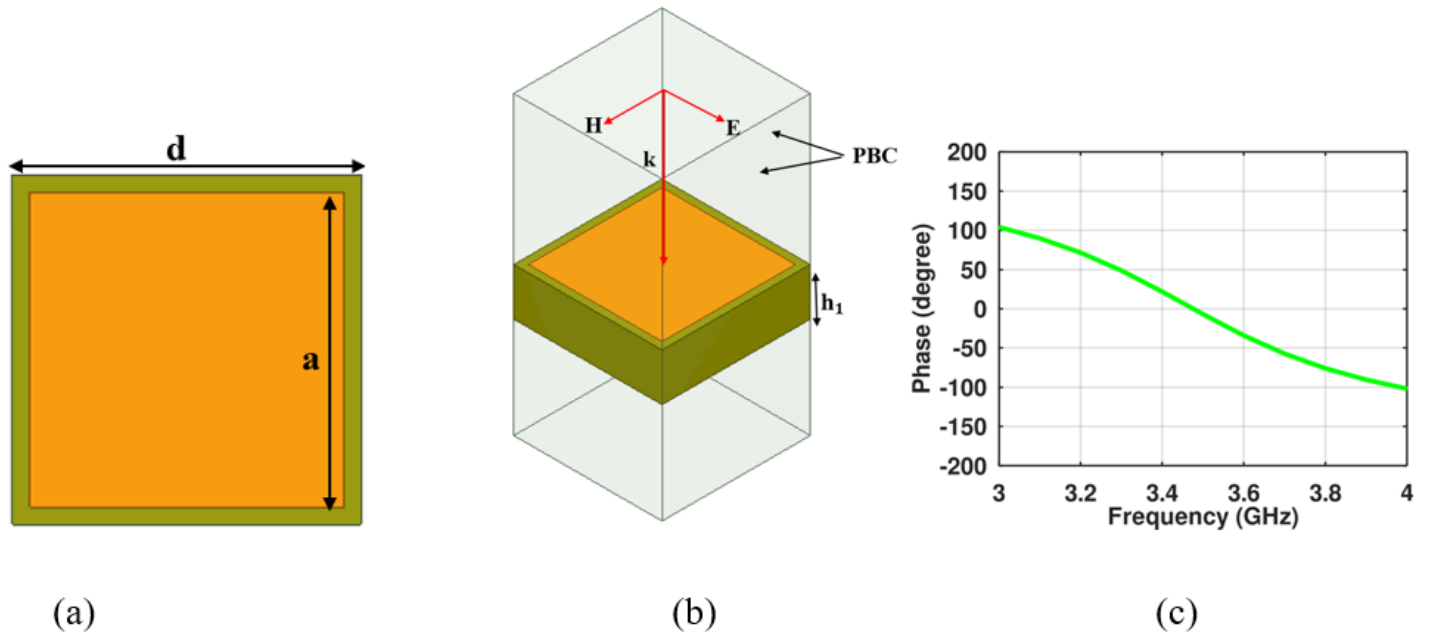 d
a
H
E
k
PBC
h₁
200
150
100
50
0
-50
-100
-150
-200
Phase (degree)
3 3.2 3.4 3.6 3.8 4
Frequency (GHz)
(a) (b) (c)